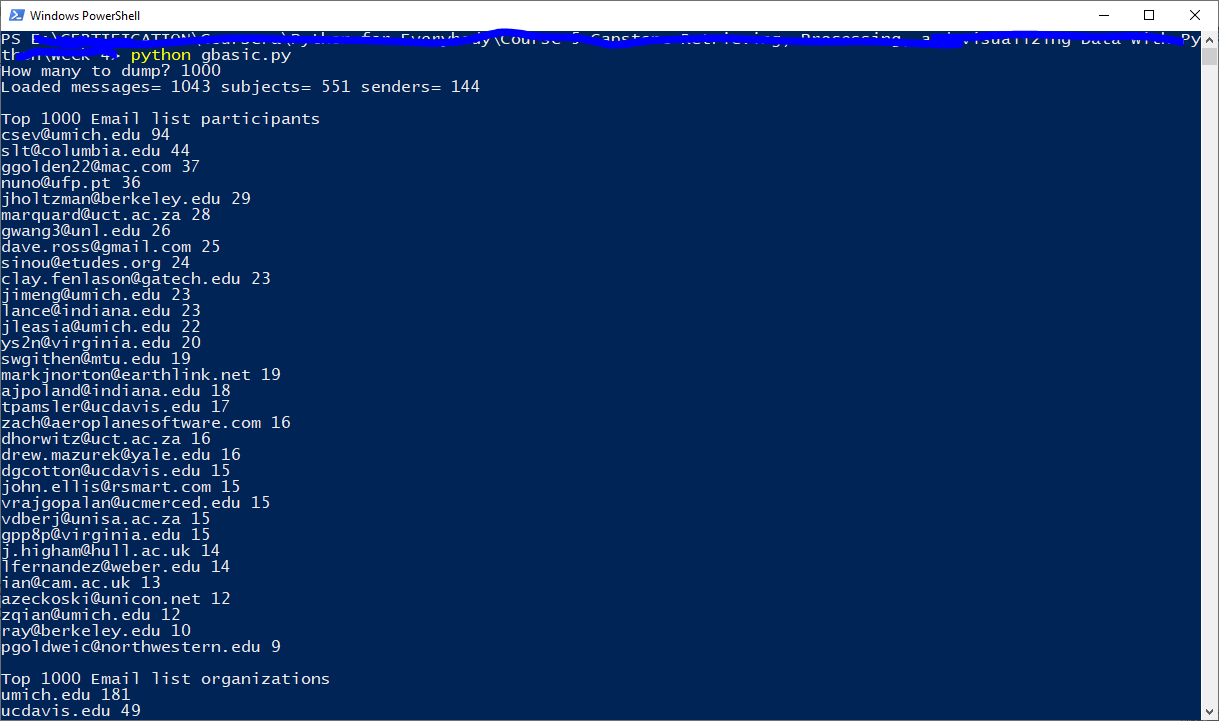 Windows PowerShell
PS E:\CERTIFICATION\Coursera\Python for Everybody\Course 5 Capstone Retrieving, Processing, and Visualizing Data with Py
thon\Week 4> python gbasic.py
How many to dump? 1000
Loaded messages= 1043 subjects= 551 senders= 144
Top 1000 Email list participants
csev@umich.edu 94
slt@columbia.edu 44
ggolden22@mac.com 37
nuno@ufp.pt 36
jholtzman@berkeley.edu 29
marquard@uct.ac.za 28
gwang3@unl.edu 26
dave.ross@gmail.com 25
sinou@etudes.org 24
clay.fenlason@gatech.edu 23
jimeng@umich.edu 23
lance@indiana.edu 23
jleasia@umich.edu 22
ys2n@virginia.edu 20
swgithen@mtu.edu 19
markjnorton@earthlink.net 19
ajpoland@indiana.edu 18
tpamsler@ucdavis.edu 17
zach@aeroplanesoftware.com 16
dhorwitz@uct.ac.za 16
drew.mazurek@yale.edu 16
dgcotton@ucdavis.edu 15
john.ellis@rsmart.com 15
vrajgopalan@ucmerced.edu 15
vdberj@unisa.ac.za 15
gpp8p@virginia.edu 15
j.higham@hull.ac.uk 14
lfernandez@weber.edu 14
ian@cam.ac.uk 13
azeckoski@unicon.net 12
zqian@umich.edu 12
ray@berkeley.edu 10
pgoldweic@northwestern.edu 9
Top 1000 Email list organizations
umich.edu 181
ucdavis.edu 49